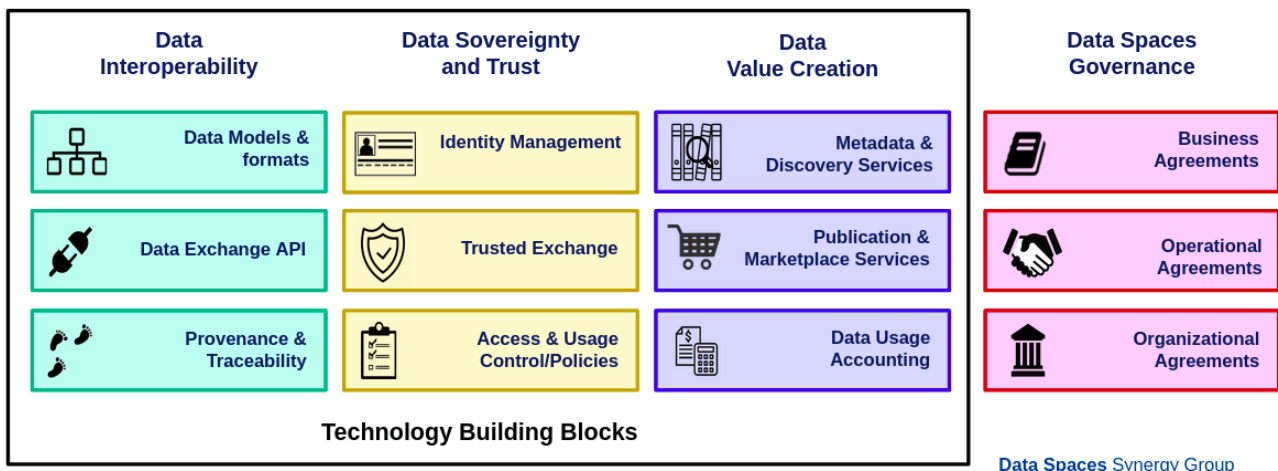 Data
Interoperability
Data Sovereignty
and Trust
Data
Value Creation
Data Spaces
Governance
Data Models &
formats
Identity Management
Metadata &
Discovery Services
Business
Agreements
Data Exchange API
Trusted Exchange
Publication &
Marketplace Services
Operational
Agreements
Provenance &
Traceability
Access & Usage
Control/Policies
$
Data Usage
Accounting
Organizational
Agreements
Technology Building Blocks
Data Spaces Synergy Group